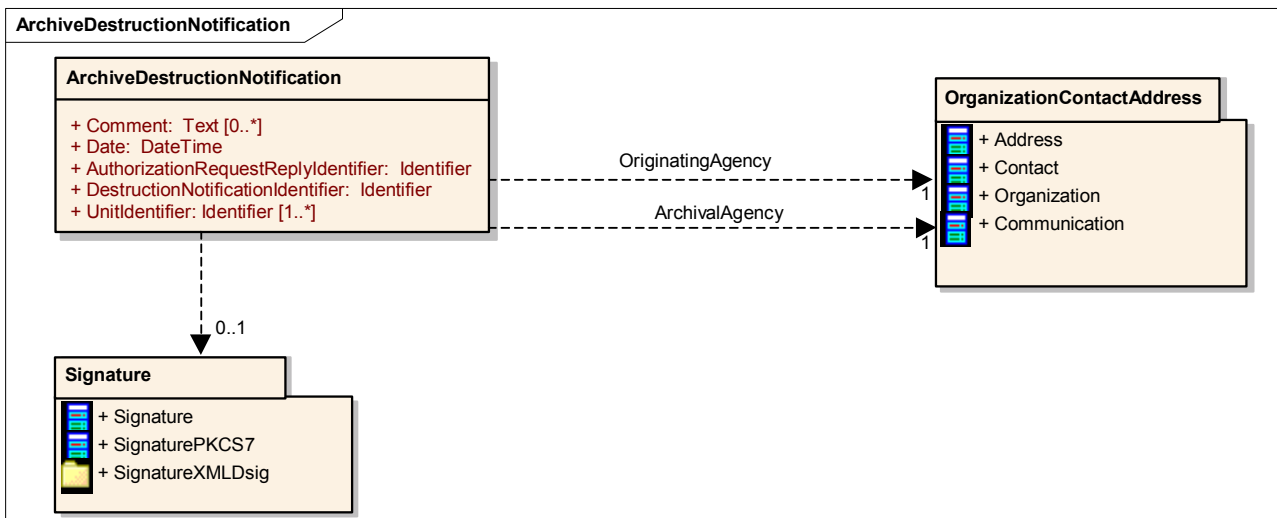 ArchiveDestructionNotification
ArchiveDestructionNotification
+ Comment: Text [0..*]
+ Date: DateTime
+ AuthorizationRequestReplyIdentifier: Identifier
+ DestructionNotificationIdentifier: Identifier
+ UnitIdentifier: Identifier [1..*]
OriginatingAgency
1
ArchivalAgency
1
OrganizationContactAddress
+ Address
+ Contact
+ Organization
+ Communication
0..1
Signature
+ Signature
+ SignaturePKCS7
+ SignatureXMLDsig